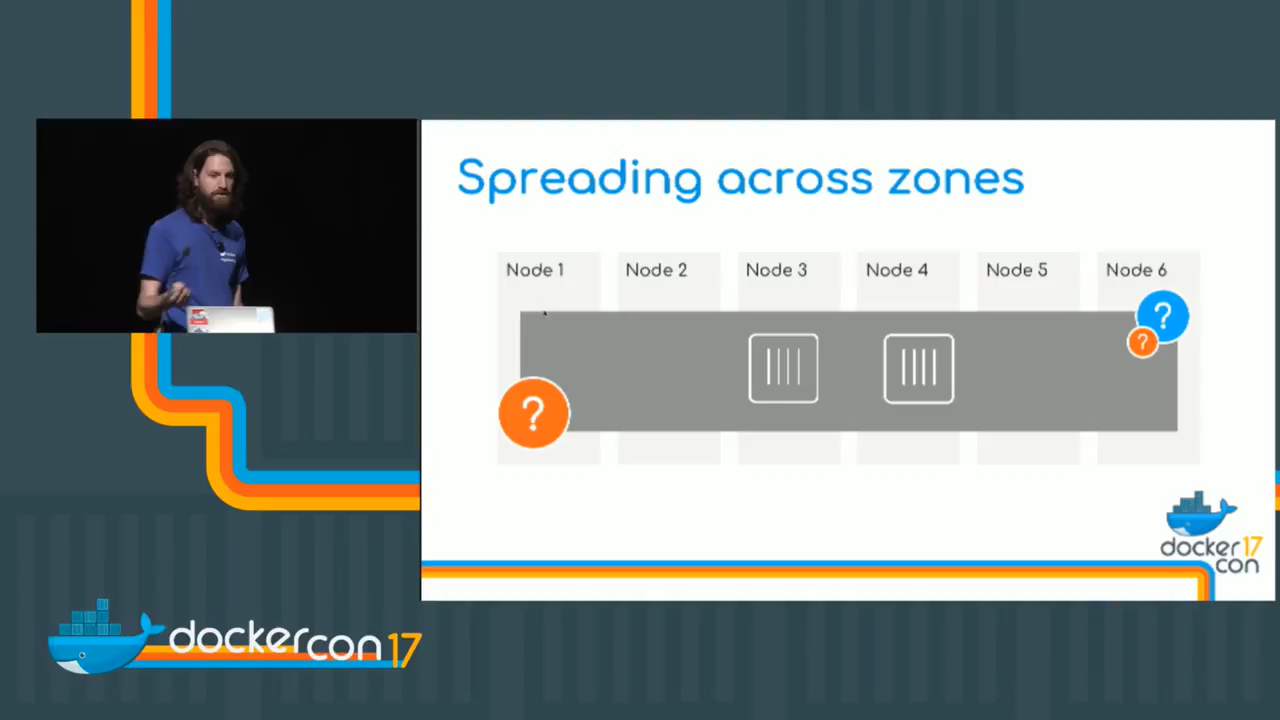 Spreading across zones
Node 1
Node 2
Node 3
Node 4
Node 5
Node 6
?
?
?
docker 17
con
dockercon 17